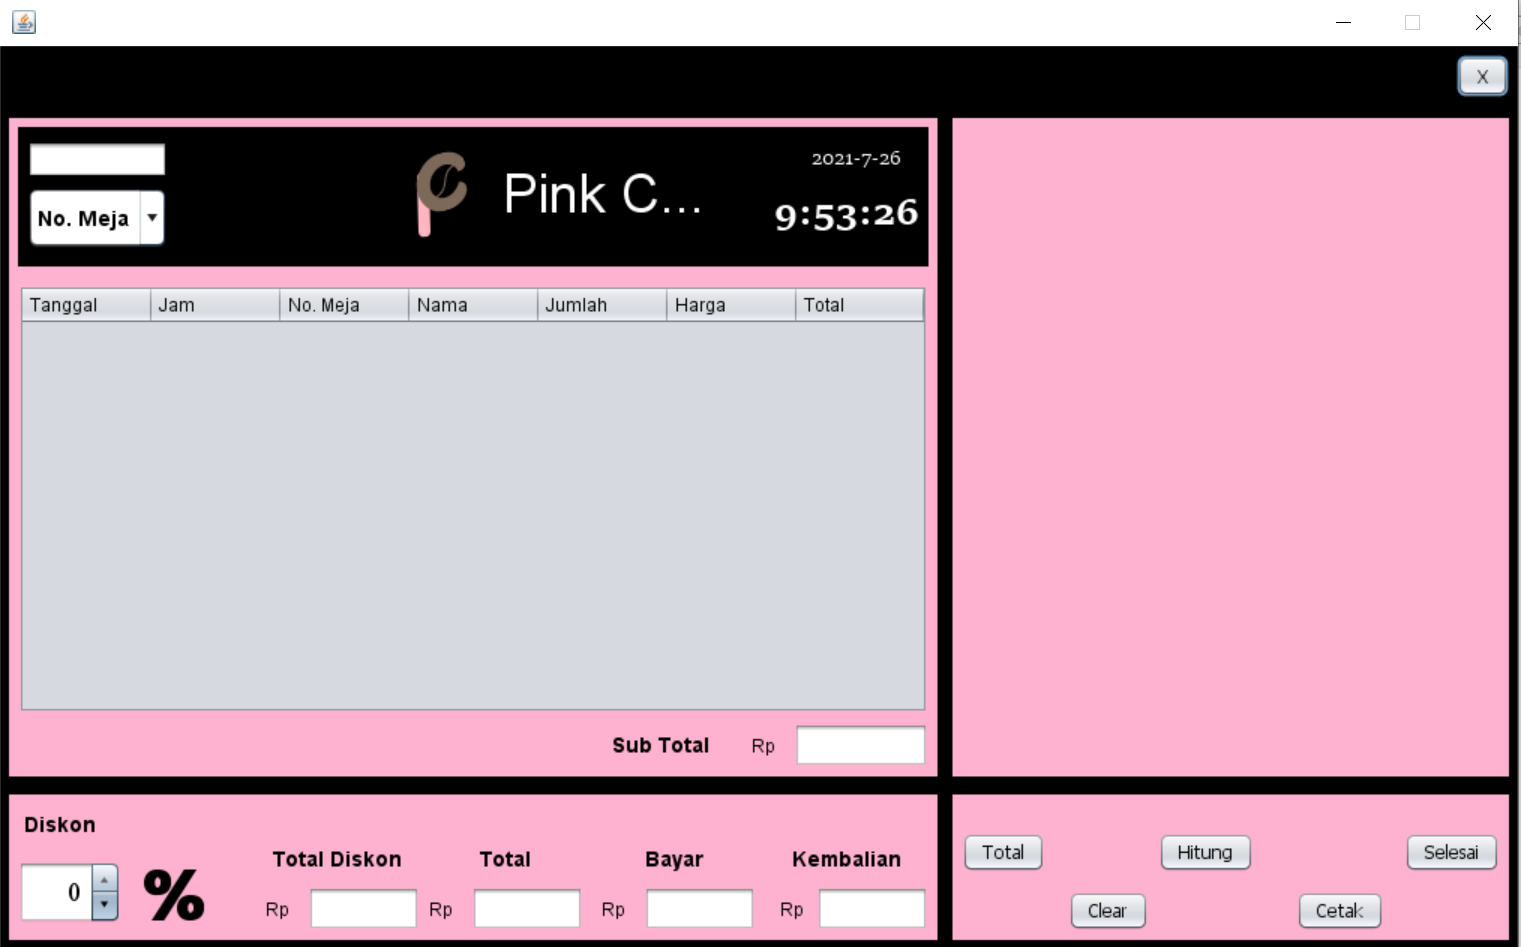 X
2021-7-26
No. Meja
Pink C...
9:53:26
Tanggal Jam No. Meja Nama Jumlah Harga Total
Sub Total Rp
Diskon
Total Diskon Total Bayar Kembalian
0 %
Rp Rp Rp Rp
Total Hitung Selesai
Clear Cetak